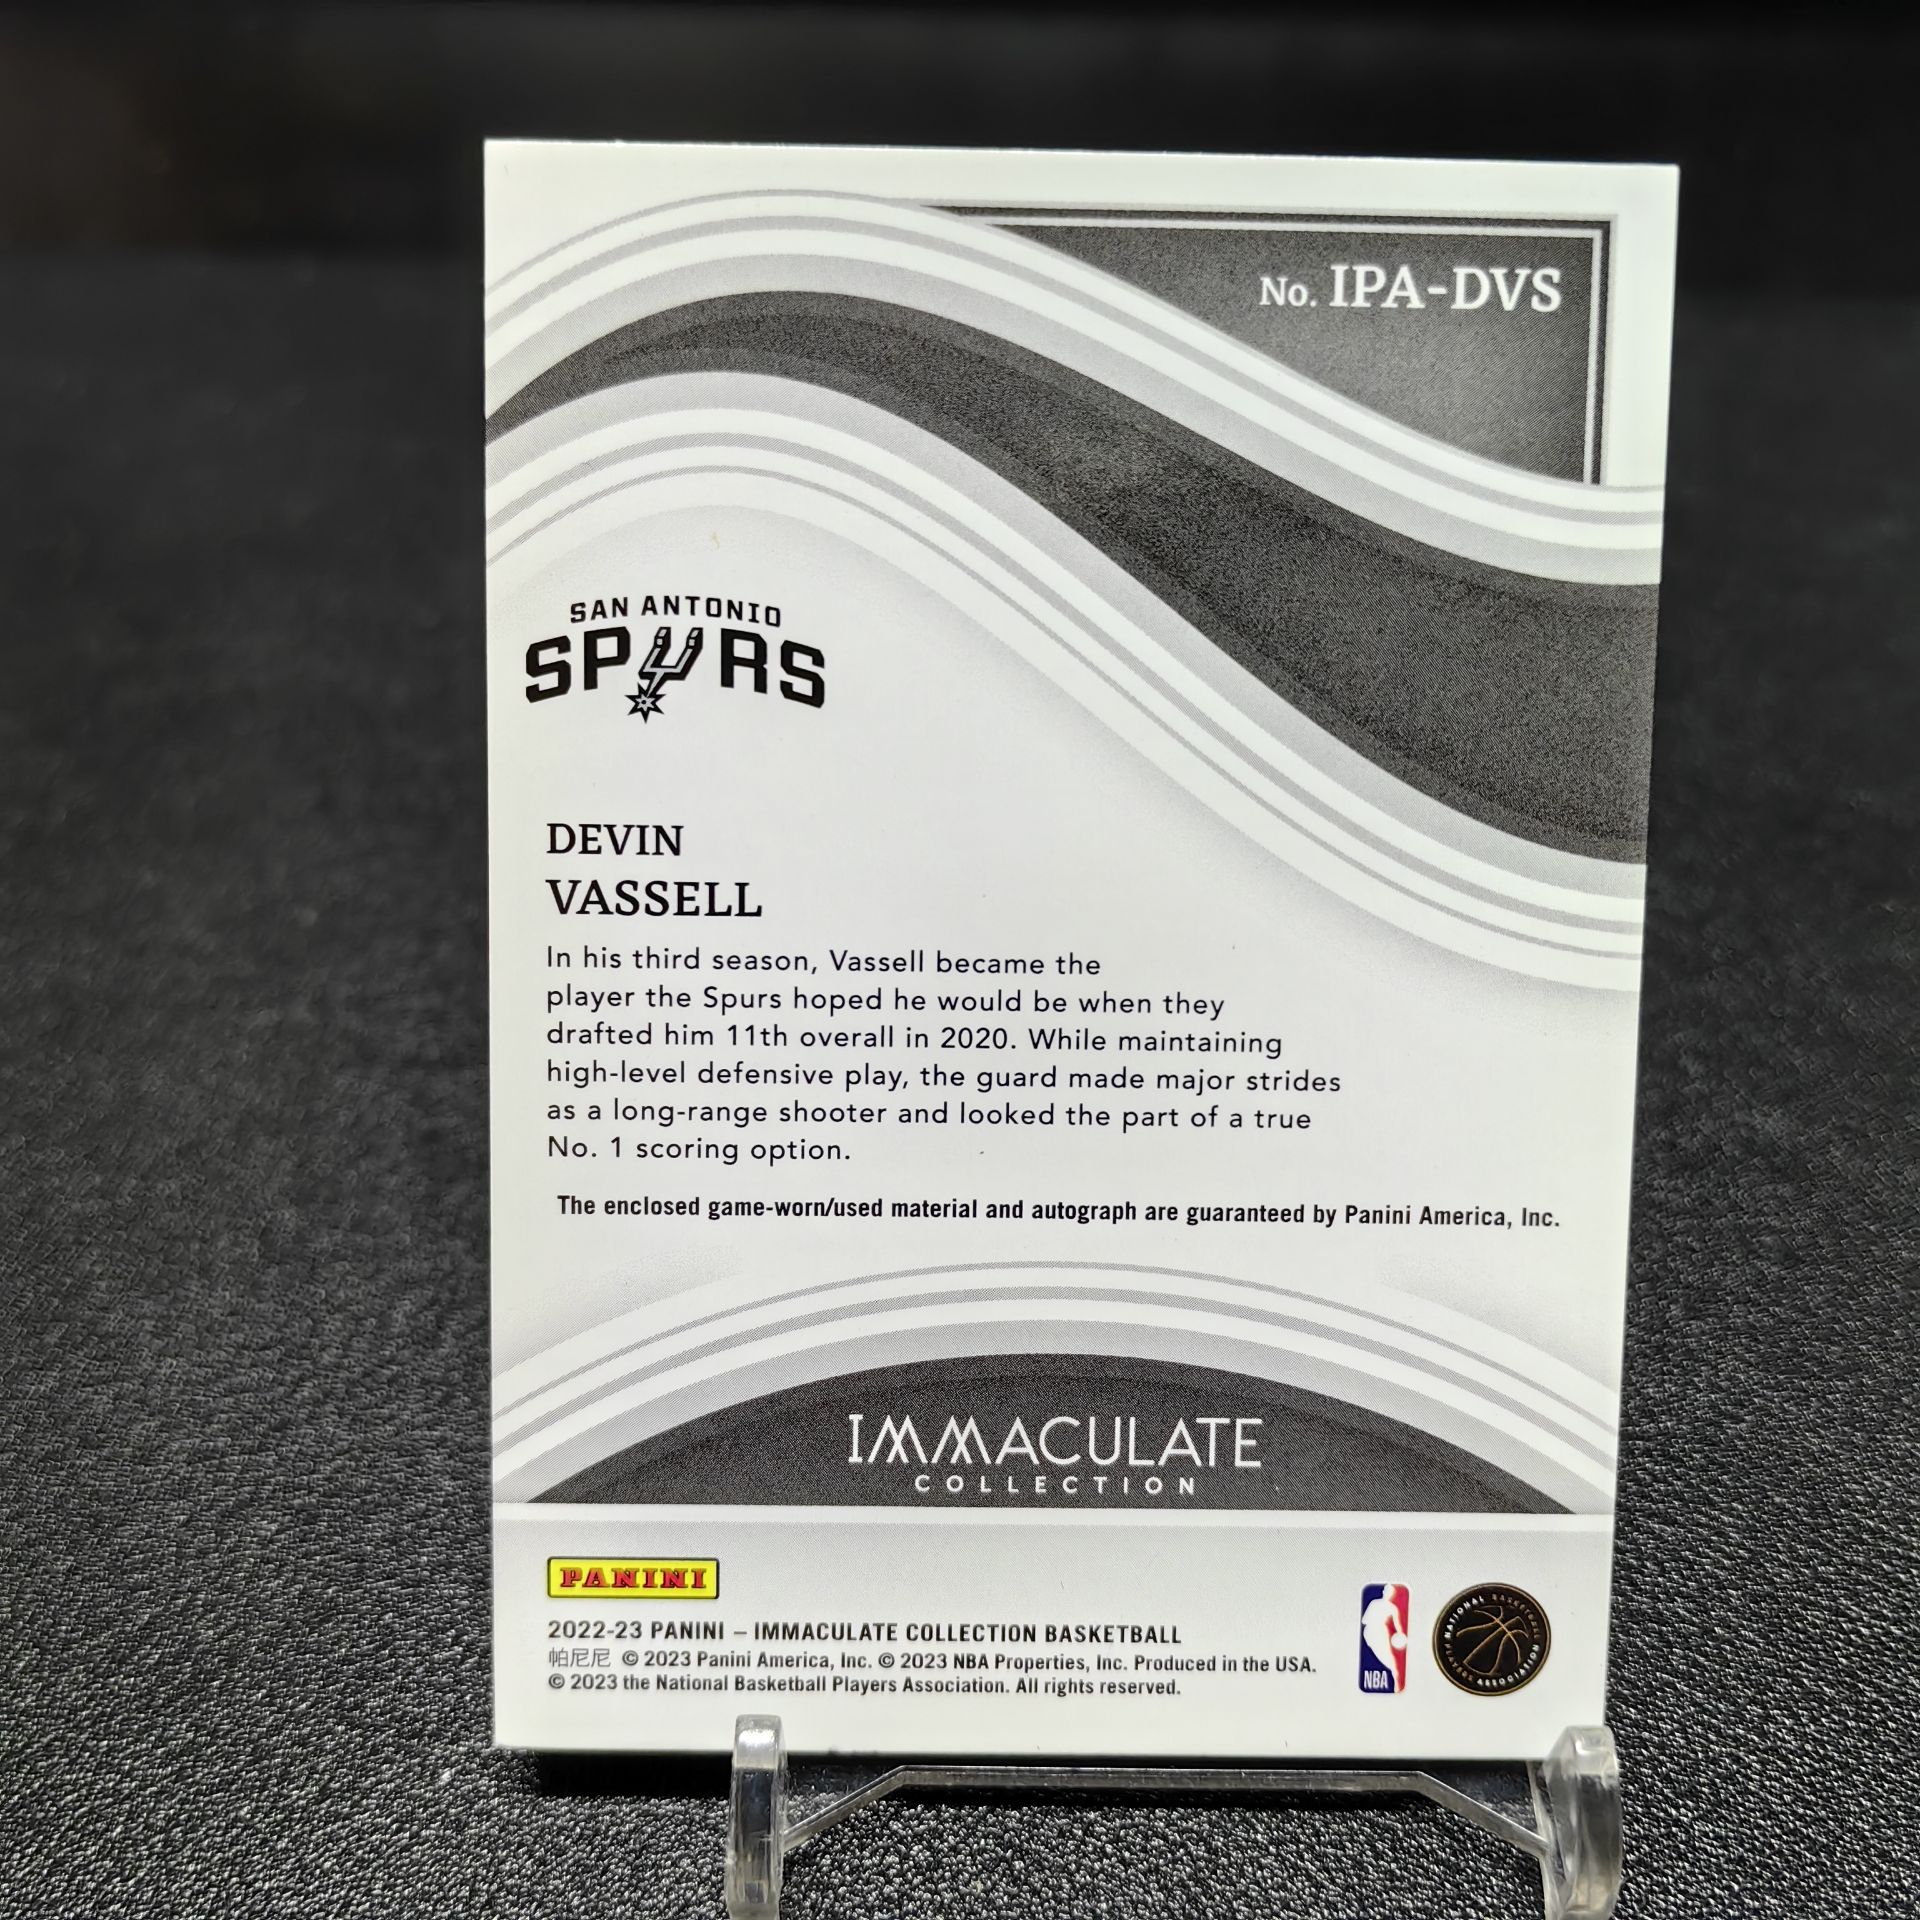 No. IPA-DVS
SAN ANTONIO
SPURS
DEVIN
VASSELL
In his third season, Vassell became the
player the Spurs hoped he would be when they
drafted him 11th overall in 2020. While maintaining
high-level defensive play, the guard made major strides
as a long-range shooter and looked the part of a true
No. 1 scoring option.
The enclosed game-worn/used material and autograph are guaranteed by Panini America, Inc.
IMMACULATE
COLLECTION
PANINI
2022-23 PANINI – IMMACULATE COLLECTION BASKETBALL
帕尼尼 © 2023 Panini America, Inc. © 2023 NBA Properties, Inc. Produced in the USA.
© 2023 the National Basketball Players Association. All rights reserved.
NBA
NATIONAL BASKETBALL PLAYERS ASSOCIATION